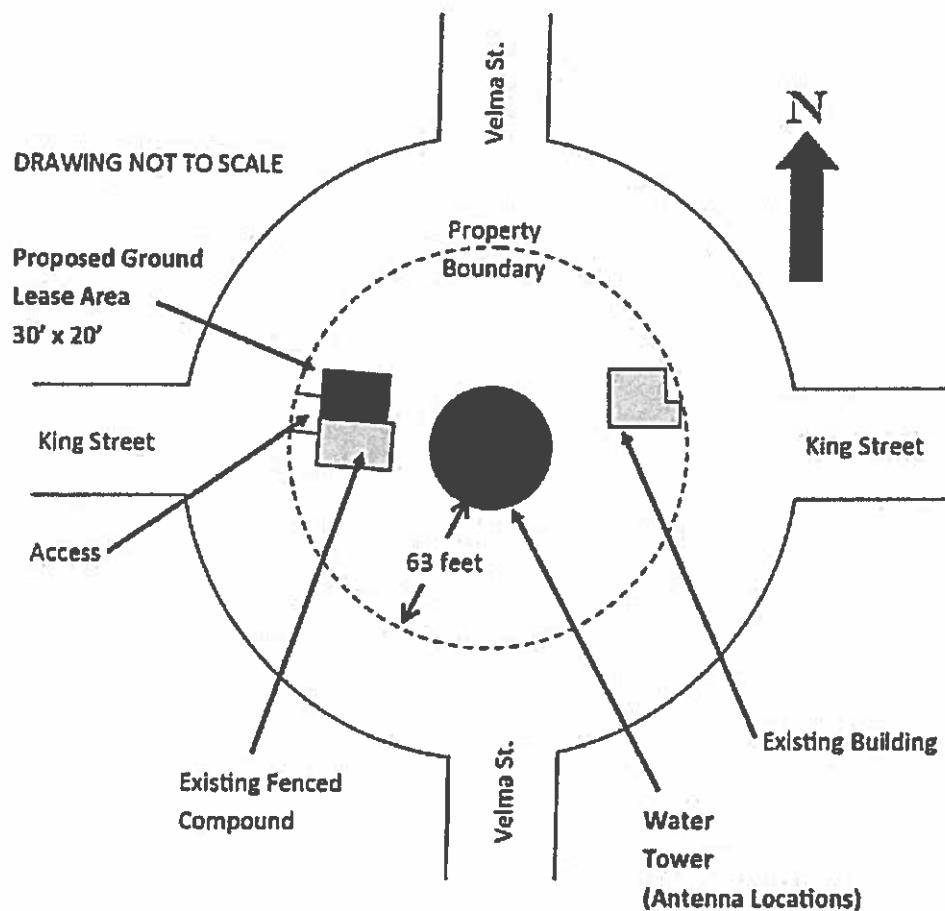 Velma St.
N
DRAWING NOT TO SCALE
Property
Boundary
Proposed Ground
Lease Area
30' x 20'
King Street
King Street
Access
63 feet
Existing Building
Existing Fenced
Compound
Velma St.
Water
Tower
(Antenna Locations)